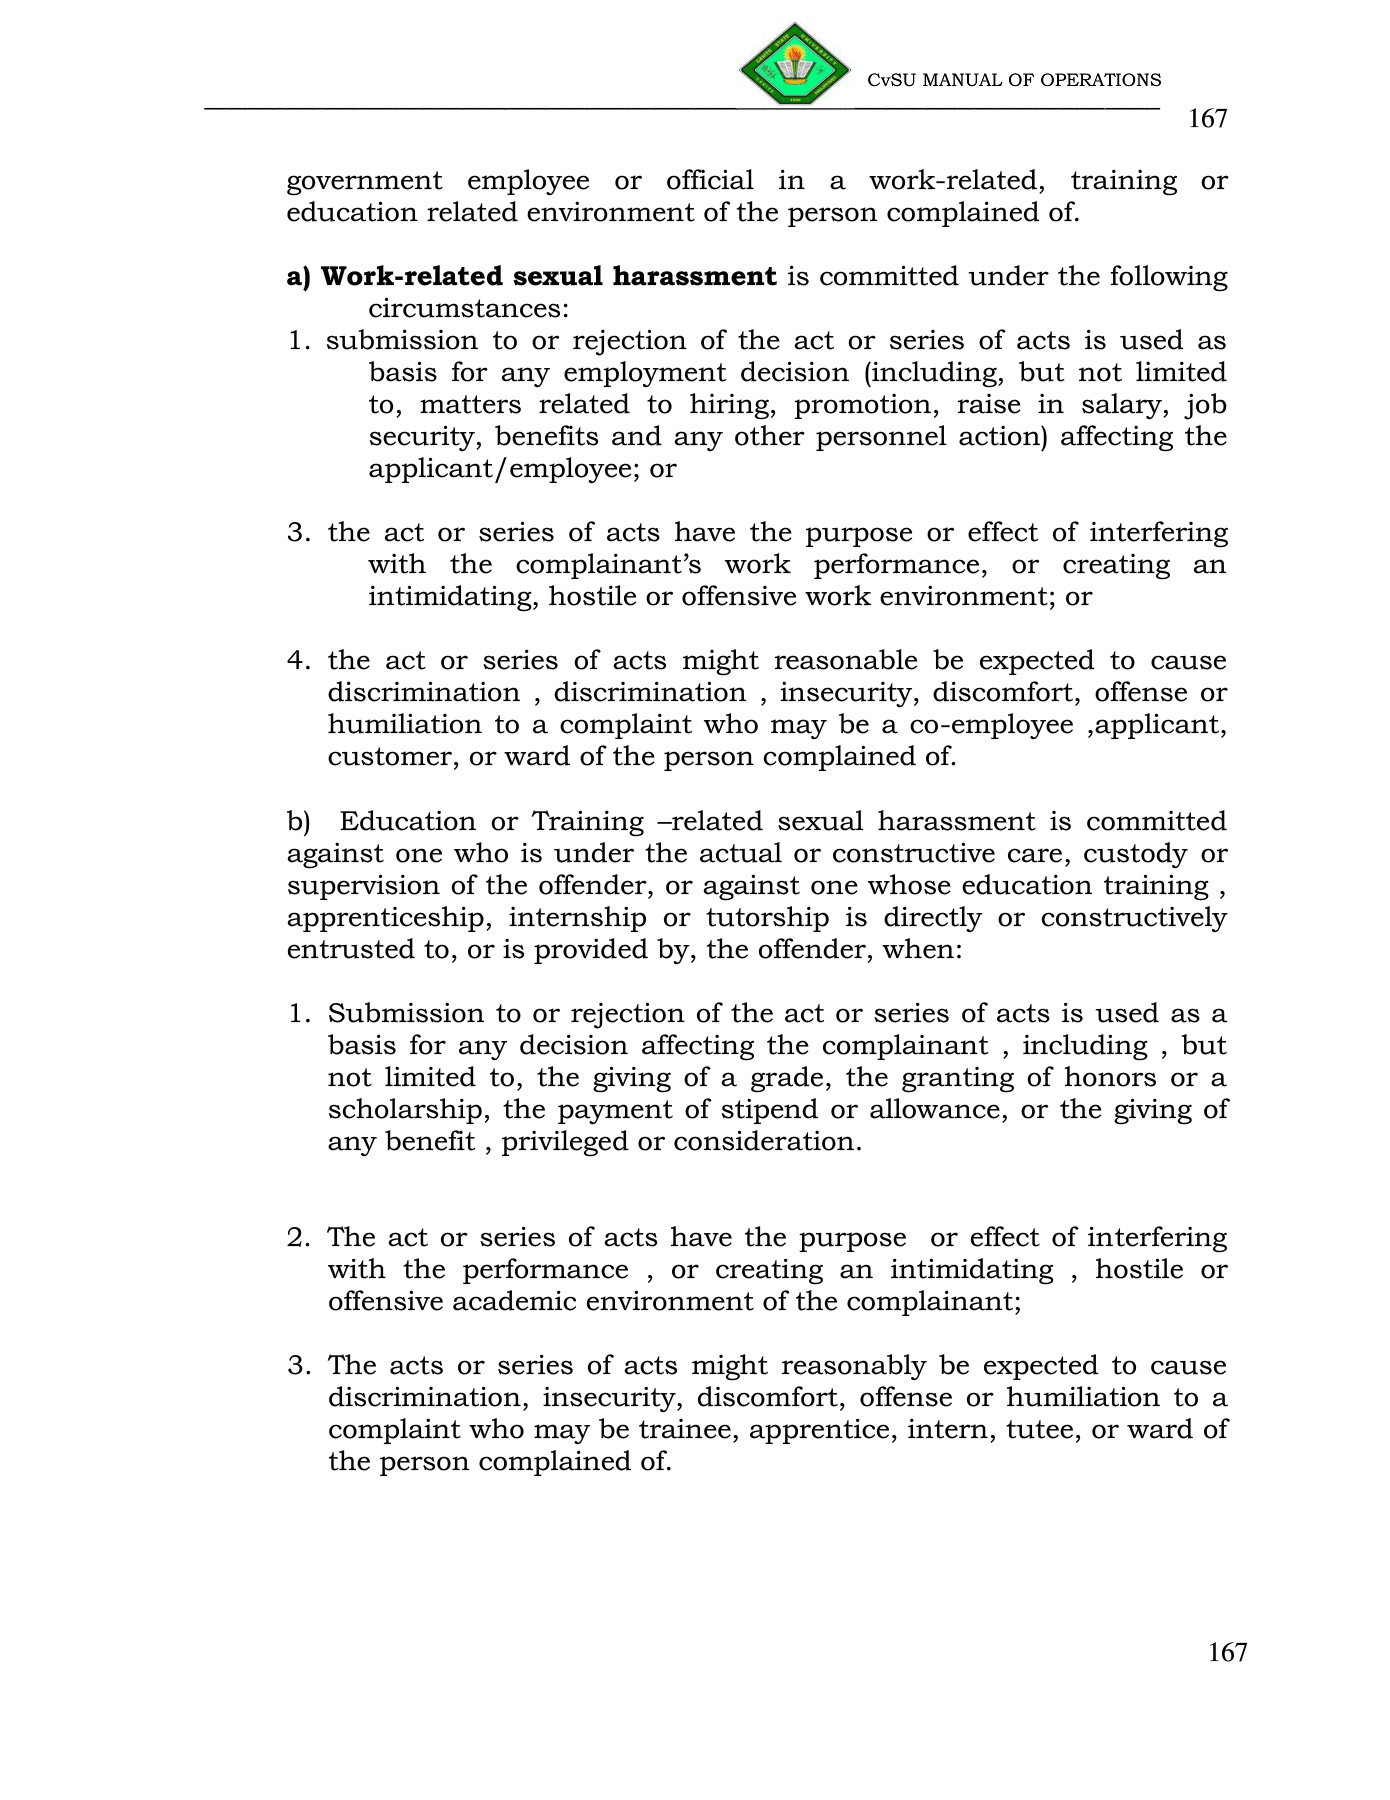 CvSU MANUAL OF OPERATIONS
167
government employee or official in a work-related, training or
education related environment of the person complained of.
a) Work-related sexual harassment is committed under the following
circumstances:
1. submission to or rejection of the act or series of acts is used as
basis for any employment decision (including, but not limited
to, matters related to hiring, promotion, raise in salary, job
security, benefits and any other personnel action) affecting the
applicant/employee; or
3. the act or series of acts have the purpose or effect of interfering
with the complainant’s work performance, or creating an
intimidating, hostile or offensive work environment; or
4. the act or series of acts might reasonable be expected to cause
discrimination , discrimination , insecurity, discomfort, offense or
humiliation to a complaint who may be a co-employee ,applicant,
customer, or ward of the person complained of.
b) Education or Training –related sexual harassment is committed
against one who is under the actual or constructive care, custody or
supervision of the offender, or against one whose education training ,
apprenticeship, internship or tutorship is directly or constructively
entrusted to, or is provided by, the offender, when:
1. Submission to or rejection of the act or series of acts is used as a
basis for any decision affecting the complainant , including , but
not limited to, the giving of a grade, the granting of honors or a
scholarship, the payment of stipend or allowance, or the giving of
any benefit , privileged or consideration.
2. The act or series of acts have the purpose or effect of interfering
with the performance , or creating an intimidating , hostile or
offensive academic environment of the complainant;
3. The acts or series of acts might reasonably be expected to cause
discrimination, insecurity, discomfort, offense or humiliation to a
complaint who may be trainee, apprentice, intern, tutee, or ward of
the person complained of.
167